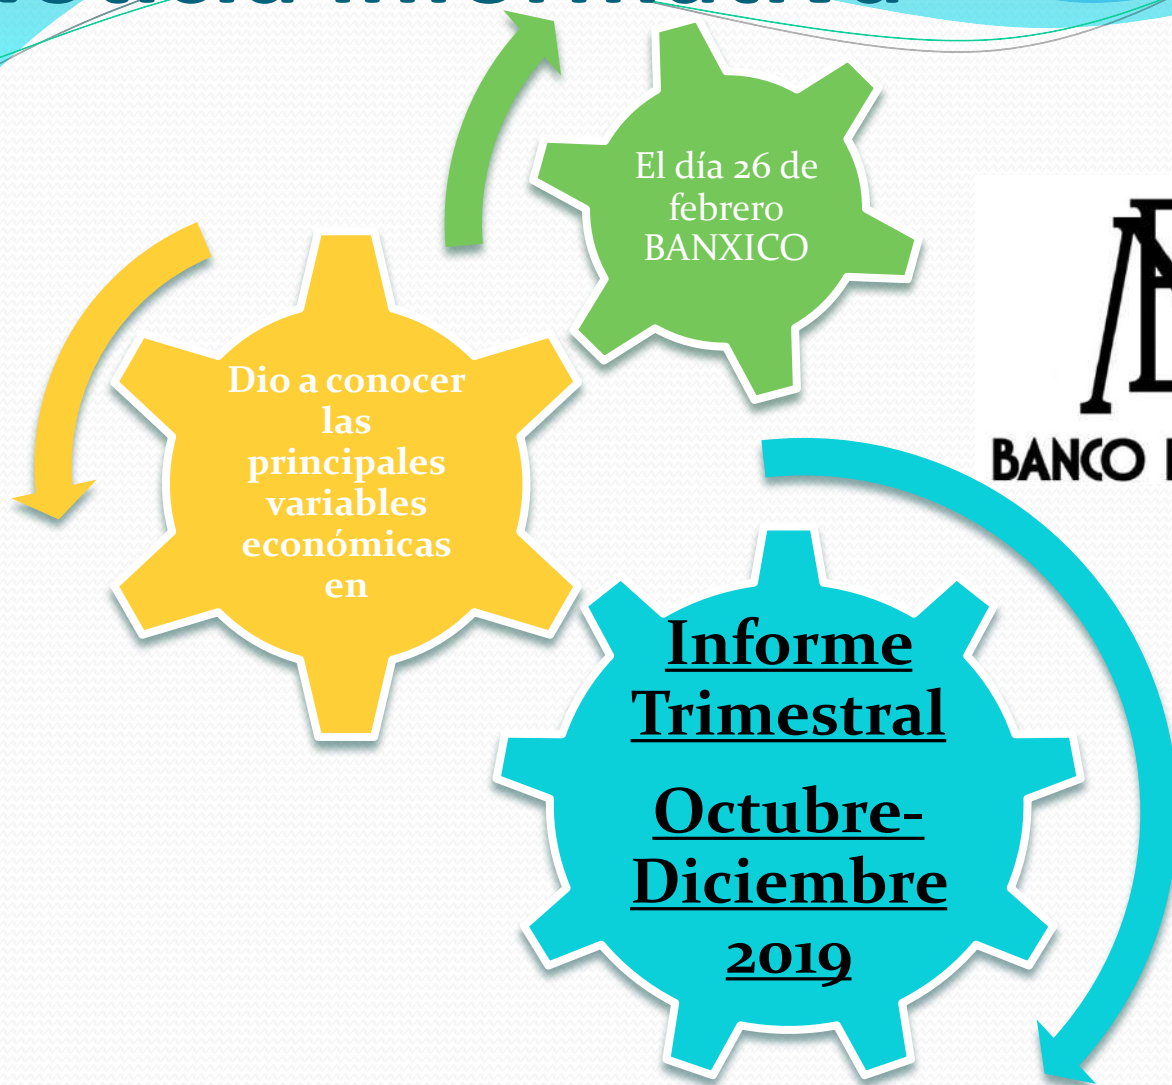 El día 26 de
febrero
BANXICO
Dio a conocer
las
principales
variables
económicas
en
BANCO
Informe
Trimestral
Octubre-
Diciembre
2019